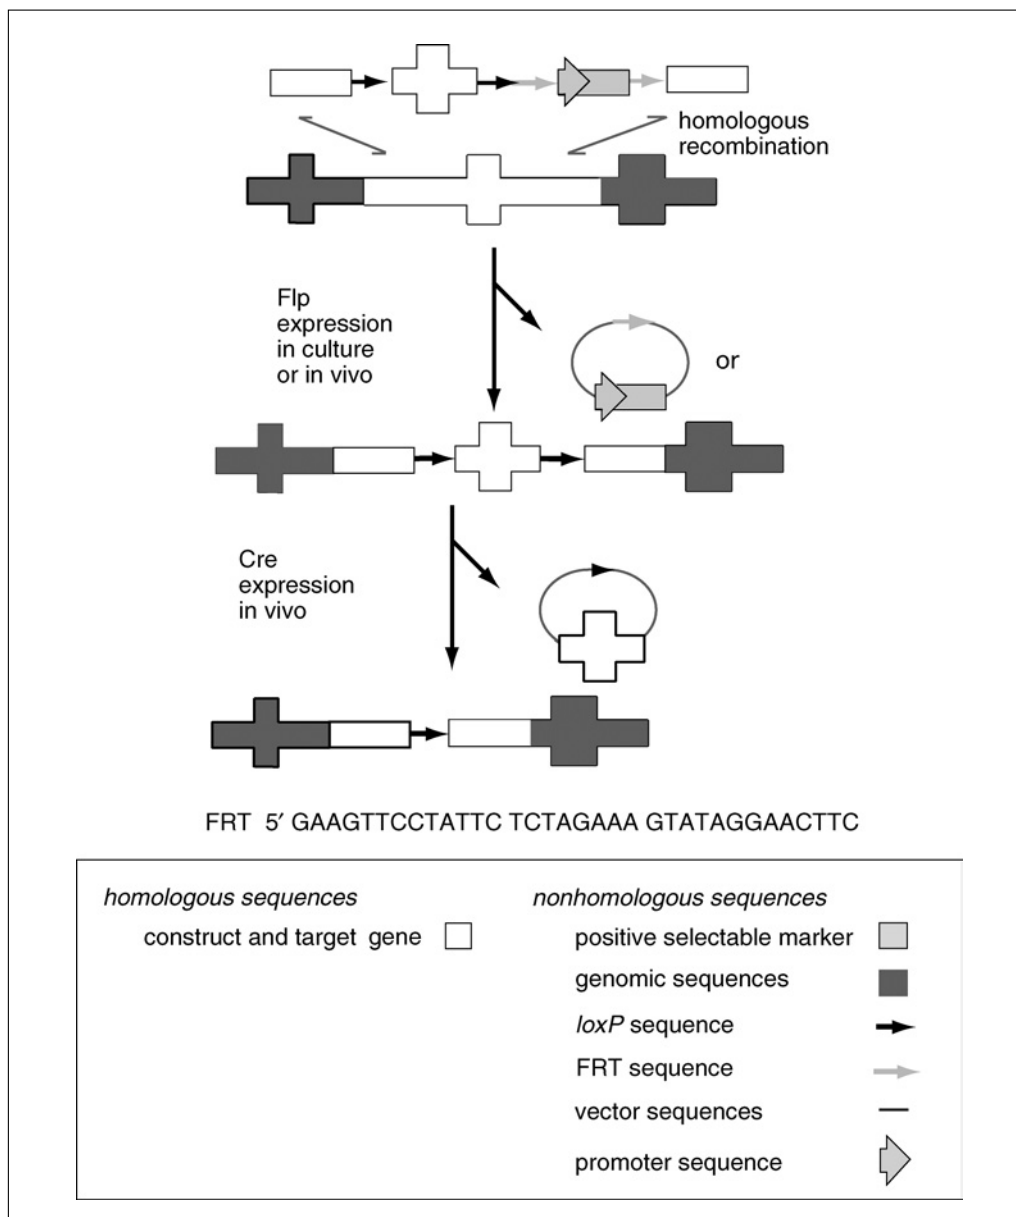 homologous
recombination
Flp
expression
in culture
or in vivo
or
Cre
expression
in vivo
FRT 5′ GAAGTTCCTATTC TCTAGAAA GTATAGGAACTTC
homologous sequences
construct and target gene
nonhomologous sequences
positive selectable marker
genomic sequences
loxP sequence
FRT sequence
vector sequences
promoter sequence